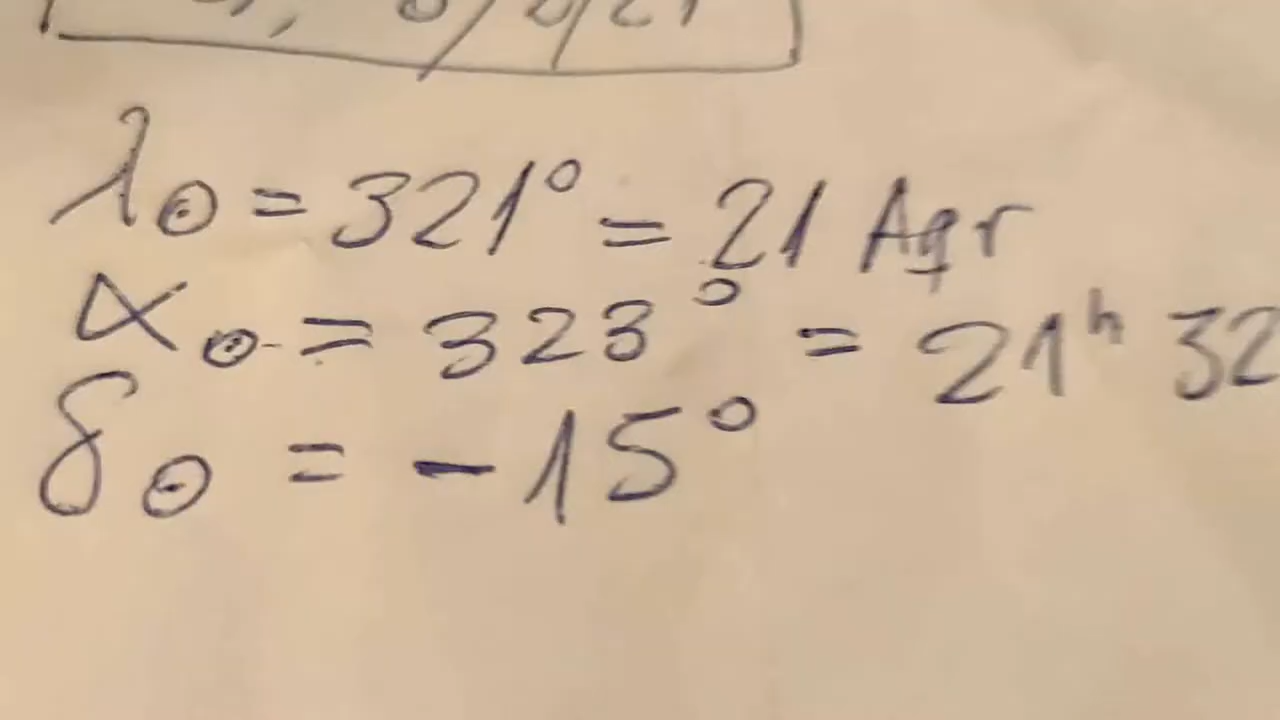 λ☉ = 321° = 21 Aqr
α☉ = 323° = 21ʰ 32
δ☉ = -15°